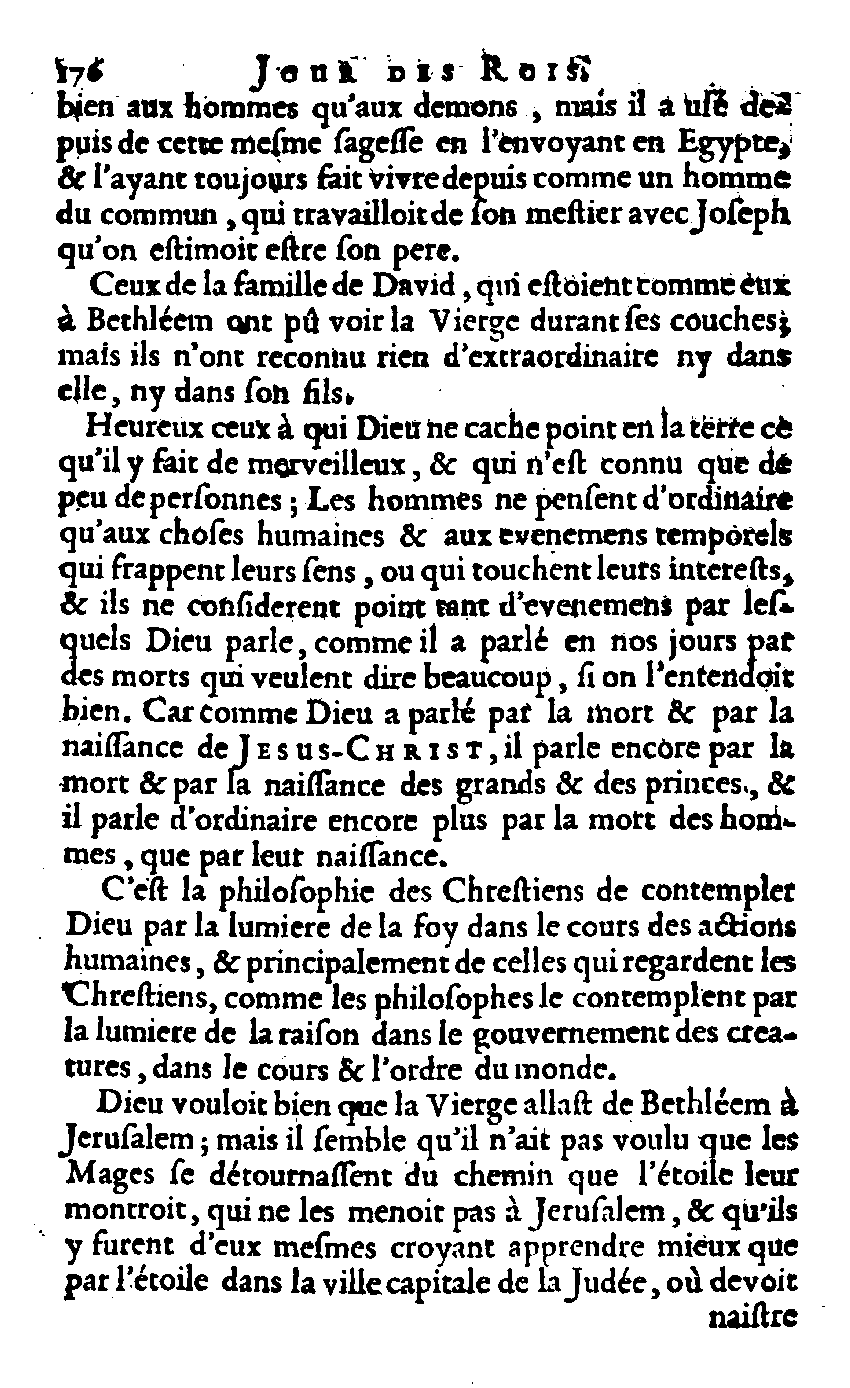 176 JOUR DES ROIS
bien aux hommes qu'aux demons , mais il a usé de-
puis de cette meſme ſageſſe en l'envoyant en Egypte,
& l'ayant toujours fait vivre depuis comme un homme
du commun , qui travailloit de ſon meſtier avec Joſeph
qu'on eſtimoit eſtre ſon pere.
Ceux de la famille de David , qui eſtoient comme eux
à Bethléem ont pû voir la Vierge durant ſes couches;
mais ils n'ont reconnu rien d'extraordinaire ny dans
elle, ny dans ſon fils.
Heureux ceux à qui Dieu ne cache point en la terre ce
qu'il y fait de merveilleux , & qui n'eſt connu que de
peu de perſonnes ; Les hommes ne penſent d'ordinaire
qu'aux choſes humaines & aux evenemens temporels
qui frappent leurs ſens , ou qui touchent leurs intereſts,
& ils ne conſiderent point tant d'evenemens par leſ-
quels Dieu parle, comme il a parlé en nos jours par
des morts qui veulent dire beaucoup , ſi on l'entendoit
bien. Car comme Dieu a parlé par la mort & par la
naiſſance de JESUS-CHRIST, il parle encore par la
mort & par la naiſſance des grands & des princes, &
il parle d'ordinaire encore plus par la mort des hom-
mes , que par leur naiſſance.
C'eſt la philoſophie des Chreſtiens de contempler
Dieu par la lumiere de la foy dans le cours des actions
humaines , & principalement de celles qui regardent les
Chreſtiens, comme les philoſophes le contemplent par
la lumiere de la raiſon dans le gouvernement des crea-
tures , dans le cours & l'ordre du monde.
Dieu vouloit bien que la Vierge allaſt de Bethléem à
Jeruſalem ; mais il ſemble qu'il n'ait pas voulu que les
Mages ſe détournaſſent du chemin que l'étoile leur
montroit, qui ne les menoit pas à Jeruſalem , & qu'ils
y furent d'eux meſmes croyant apprendre mieux que
par l'étoile dans la ville capitale de la Judée, où devoit
naiſtre